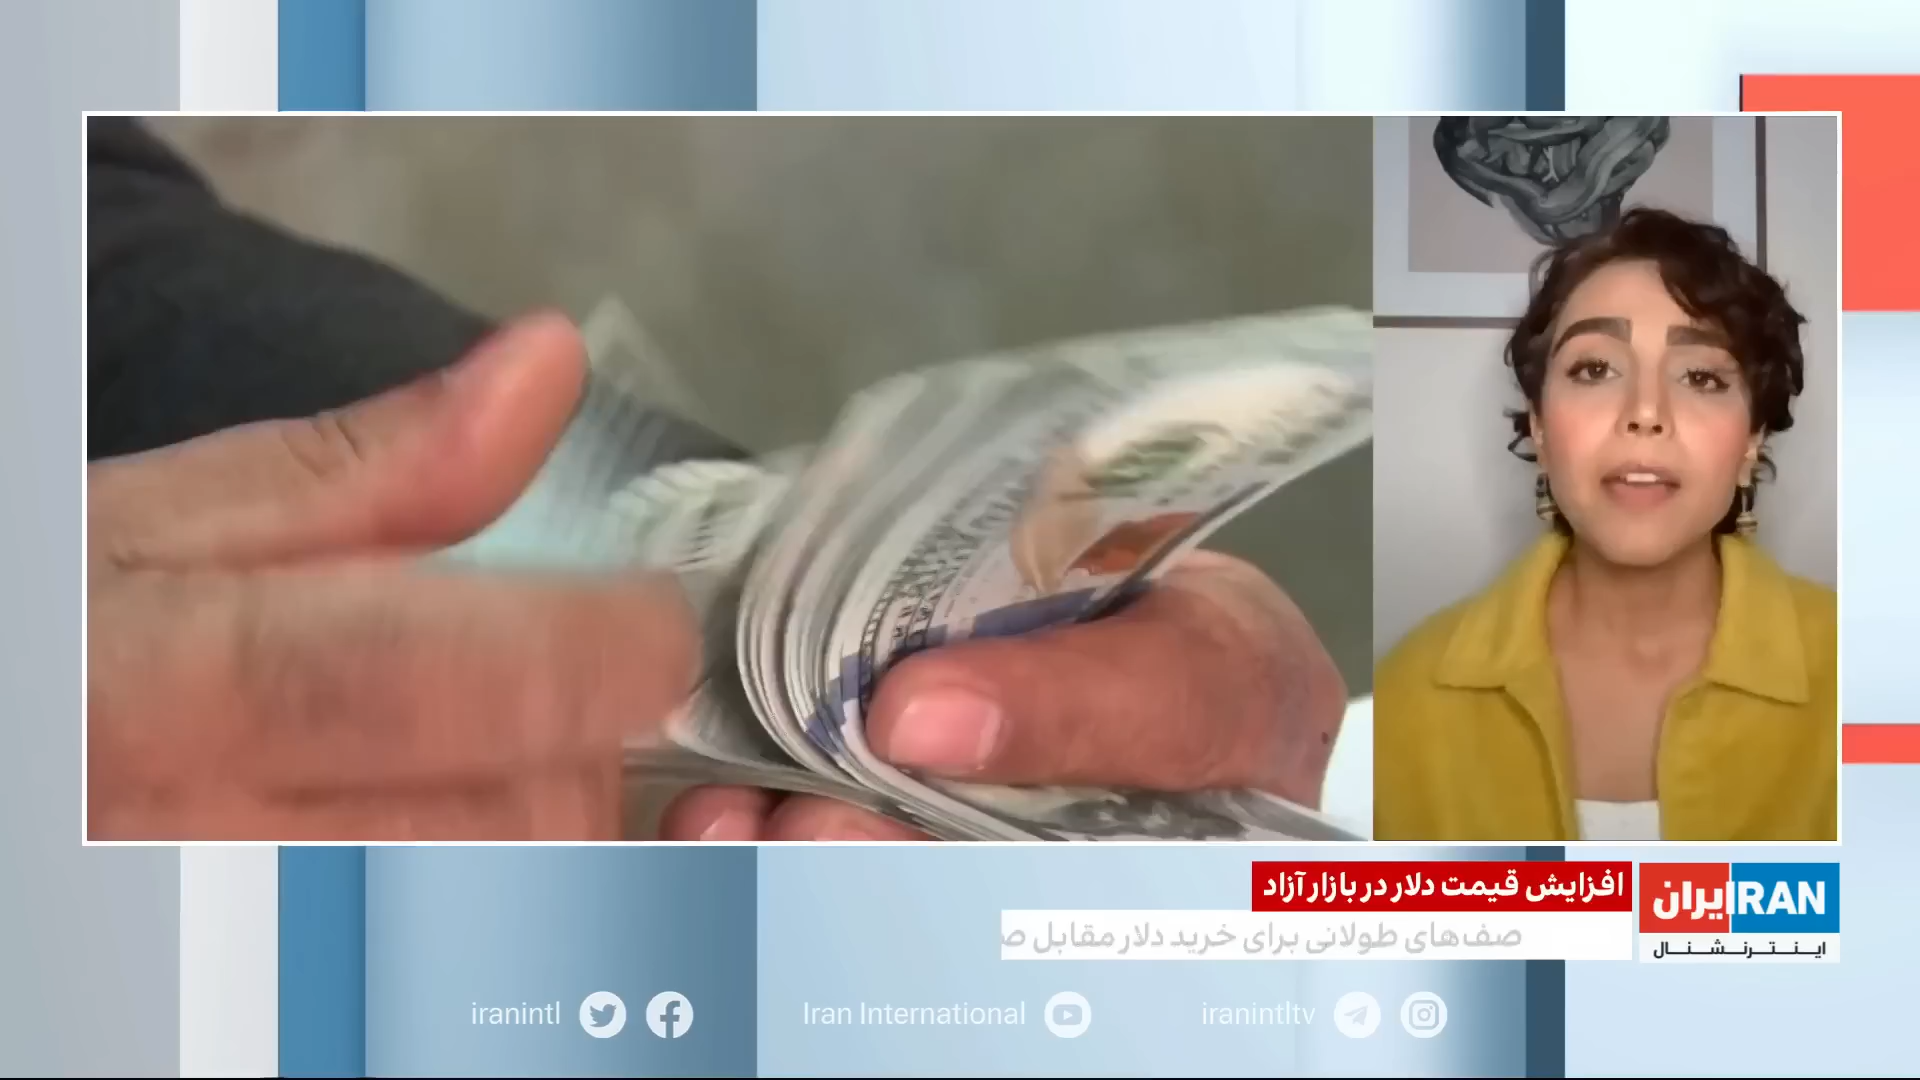 افزایش قیمت دلار در بازار آزاد
صف‌های طولانی برای خرید دلار مقابل
ایران IRAN
اینترنشنال
iranintl
Iran International
iranintltv